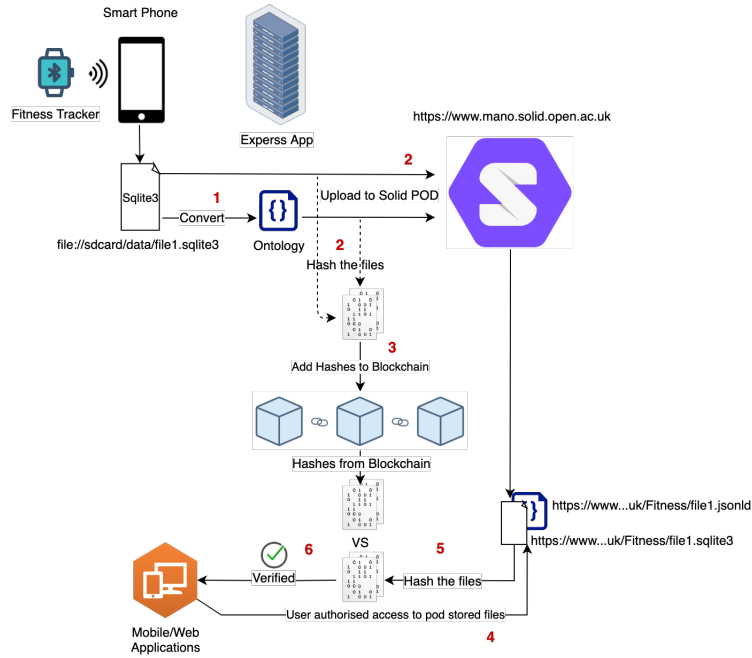 Smart Phone
Fitness Tracker
Experss App
https://www.mano.solid.open.ac.uk
2
Sqlite3
1
Upload to Solid POD
Convert
{}
S
file://sdcard/data/file1.sqlite3
Ontology
2
Hash the files
3
Add Hashes to Blockchain
Hashes from Blockchain
https://www...uk/Fitness/file1.jsonld
https://www...uk/Fitness/file1.sqlite3
VS
6
5
Verified
Hash the files
User authorised access to pod stored files
4
Mobile/Web
Applications